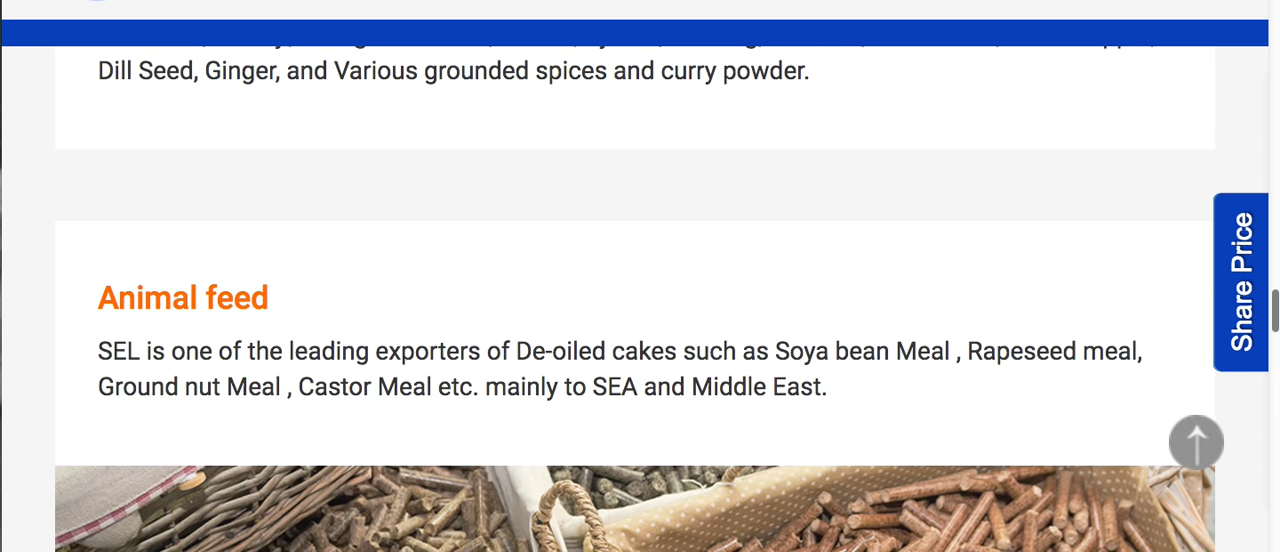 Dill Seed, Ginger, and Various grounded spices and curry powder.
Animal feed
SEL is one of the leading exporters of De-oiled cakes such as Soya bean Meal , Rapeseed meal,
Ground nut Meal , Castor Meal etc. mainly to SEA and Middle East.
Share Price